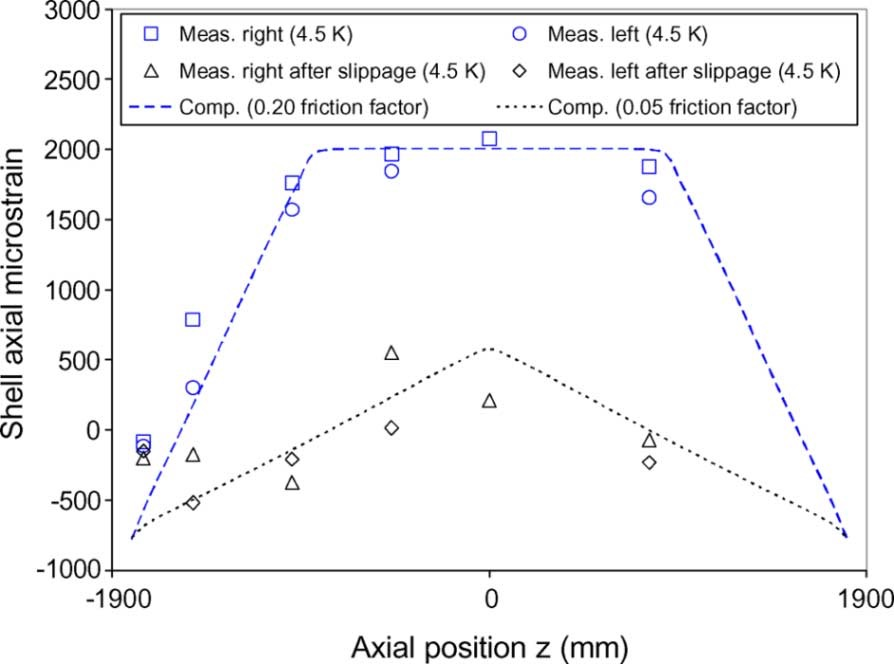 3000
2500
2000
1500
1000
500
0
-500
-1000
Shell axial microstrain
Meas. right (4.5 K)
Meas. left (4.5 K)
Meas. right after slippage (4.5 K)
Meas. left after slippage (4.5 K)
Comp. (0.20 friction factor)
Comp. (0.05 friction factor)
-1900
0
1900
Axial position z (mm)